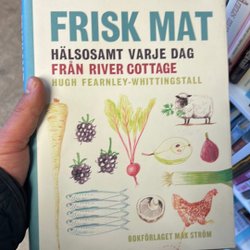 FRISK MAT
HÄLSOSAMT VARJE DAG
FRÅN RIVER COTTAGE
HUGH FEARNLEY-WHITTINGSTALL
BOKFÖRLAGET MAX STRÖM